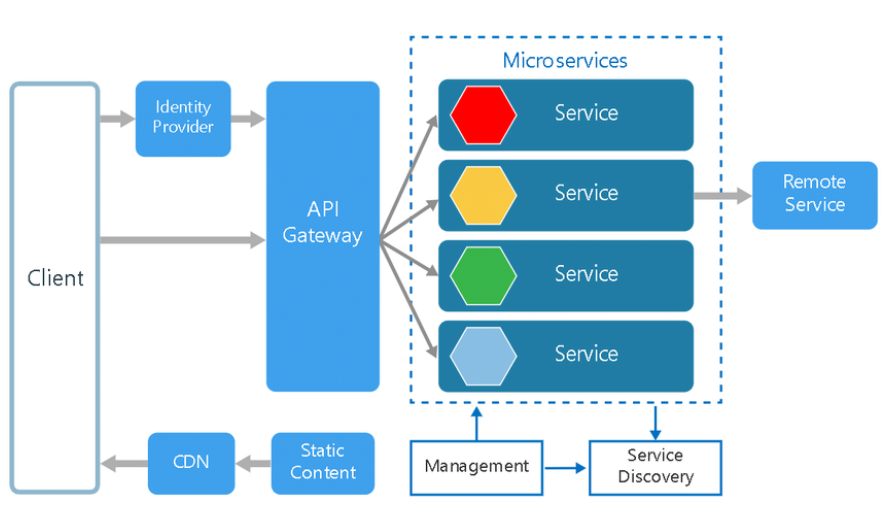 Microservices
Identity
Provider
Service
API
Gateway
Service
Remote
Service
Client
Service
Service
CDN
Static
Content
Management
Service
Discovery